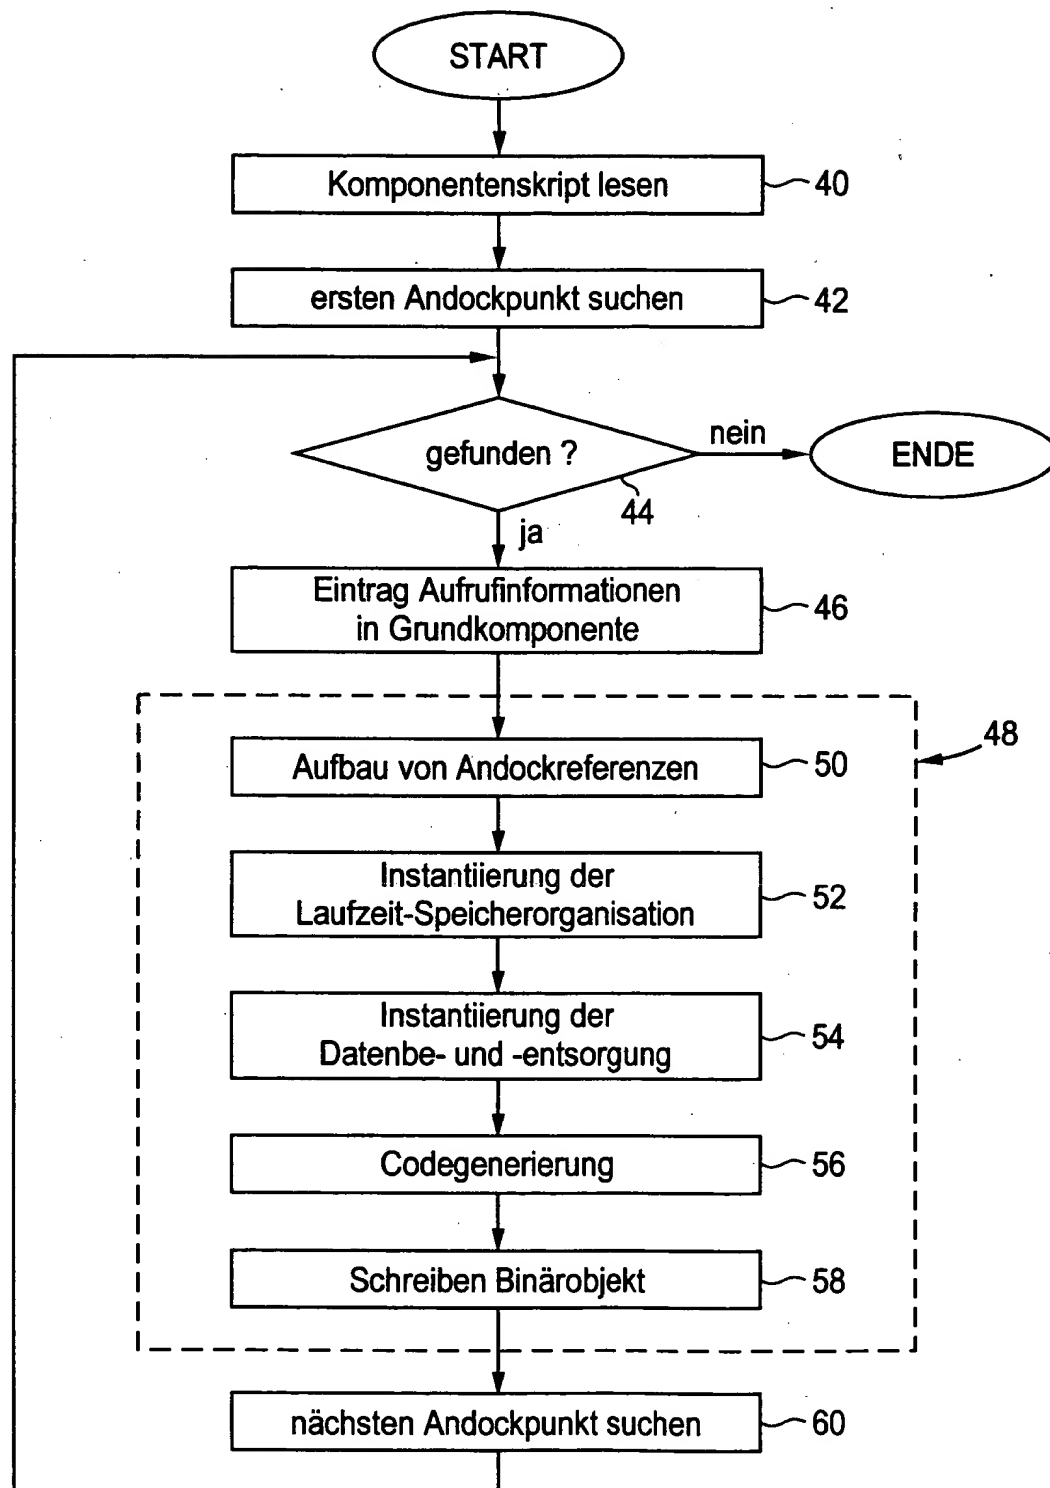 START
Komponentenskript lesen
40
ersten Andockpunkt suchen
42
gefunden ?
nein
ENDE
44
ja
Eintrag Aufrufinformationen
in Grundkomponente
46
48
Aufbau von Andockreferenzen
50
Instantiierung der
Laufzeit-Speicherorganisation
52
Instantiierung der
Datenbe- und -entsorgung
54
Codegenerierung
56
Schreiben Binärobjekt
58
nächsten Andockpunkt suchen
60